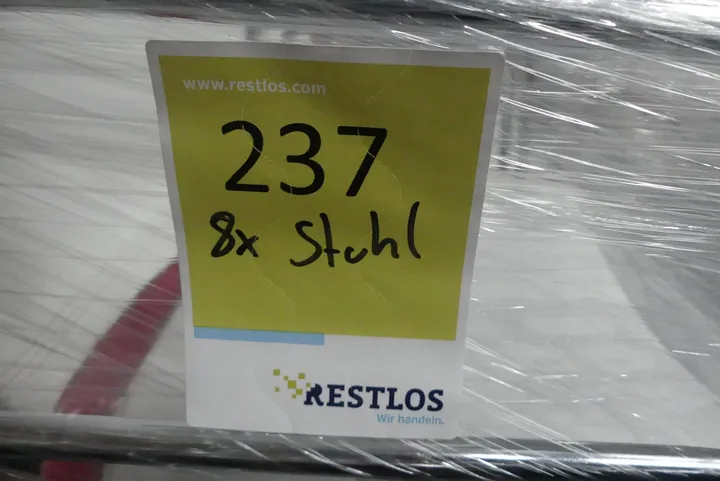 www.restlos.com
237
8x Stuhl
RESTLOS
Wir handeln.